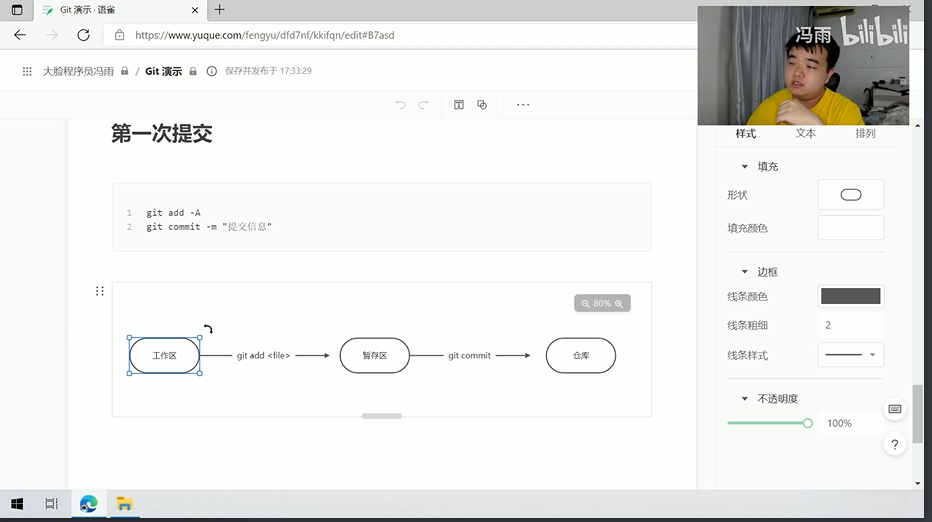 Git 演示 · 语雀
https://www.yuque.com/fengyu/dfd7nf/kkifqn/edit#B7asd
冯雨 bilibili
大脸程序员冯雨 / Git 演示 保存并发布于 17:33:29
样式 文本 排列
第一次提交
填充
形状
填充颜色
1 git add -A
2 git commit -m "提交信息"
边框
线条颜色
线条粗细 2
线条样式
80%
工作区 git add <file> 暂存区 git commit 仓库
不透明度
100%
?